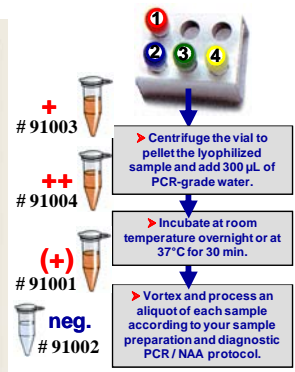 1
2 3 4
+
# 91003
++
# 91004
(+)
# 91001
neg.
# 91002
➤ Centrifuge the vial to
pellet the lyophilized
sample and add 300 µL of
PCR-grade water.
➤ Incubate at room
temperature overnight or at
37°C for 30 min.
➤ Vortex and process an
aliquot of each sample
according to your sample
preparation and diagnostic
PCR / NAA protocol.